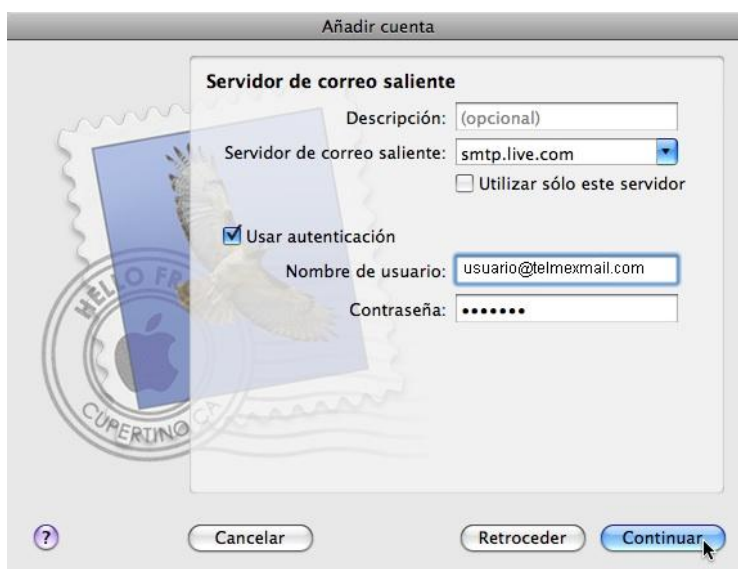 Añadir cuenta
Servidor de correo saliente
Descripción: (opcional)
Servidor de correo saliente: smtp.live.com
Utilizar sólo este servidor
Usar autenticación
Nombre de usuario: usuario@telmexmail.com
Contraseña: •••••••
HELLO FR
CUPERTINO CA
? Cancelar Retroceder Continuar